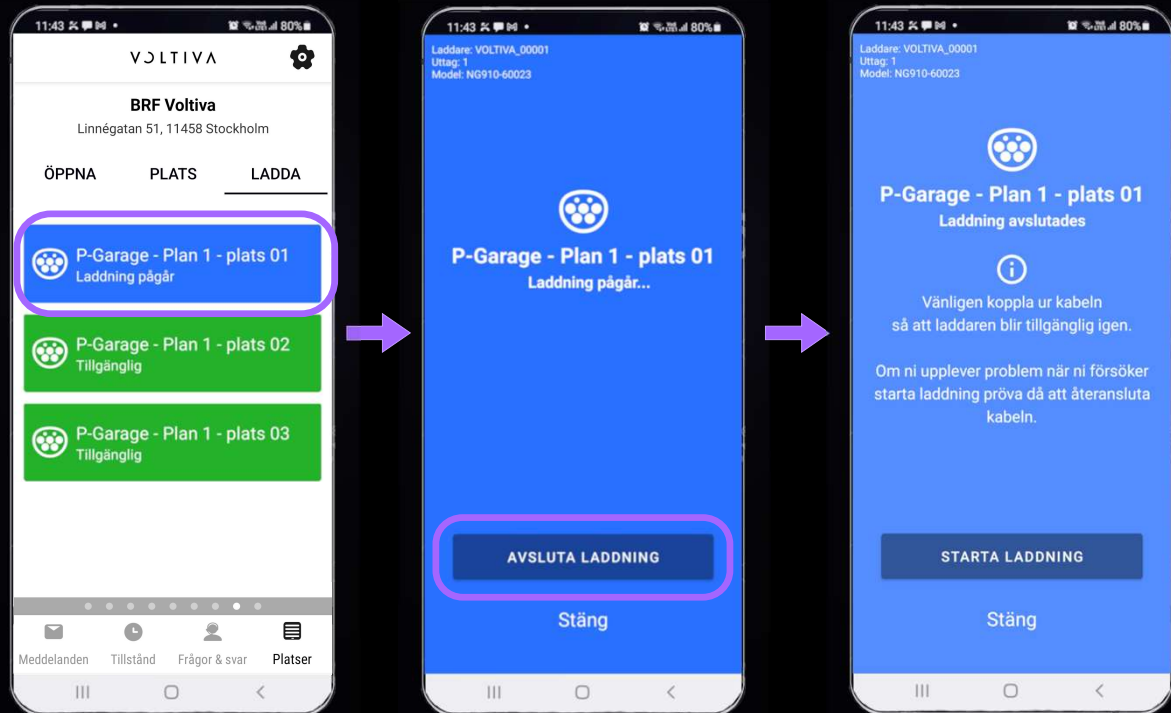 11:43
80%
VOLTIVA
BRF Voltiva
Linnégatan 51, 11458 Stockholm
ÖPPNA PLATS LADDA
P-Garage - Plan 1 - plats 01
Laddning pågår
P-Garage - Plan 1 - plats 02
Tillgänglig
P-Garage - Plan 1 - plats 03
Tillgänglig
Meddelanden Tillstånd Frågor & svar Platser
11:43
80%
Laddare: VOLTIVA_00001
Uttag: 1
Model: NG910-60023
P-Garage - Plan 1 - plats 01
Laddning pågår...
AVSLUTA LADDNING
Stäng
11:43
80%
Laddare: VOLTIVA_00001
Uttag: 1
Model: NG910-60023
P-Garage - Plan 1 - plats 01
Laddning avslutades
Vänligen koppla ur kabeln
så att laddaren blir tillgänglig igen.
Om ni upplever problem när ni försöker
starta laddning pröva då att återansluta
kabeln.
STARTA LADDNING
Stäng